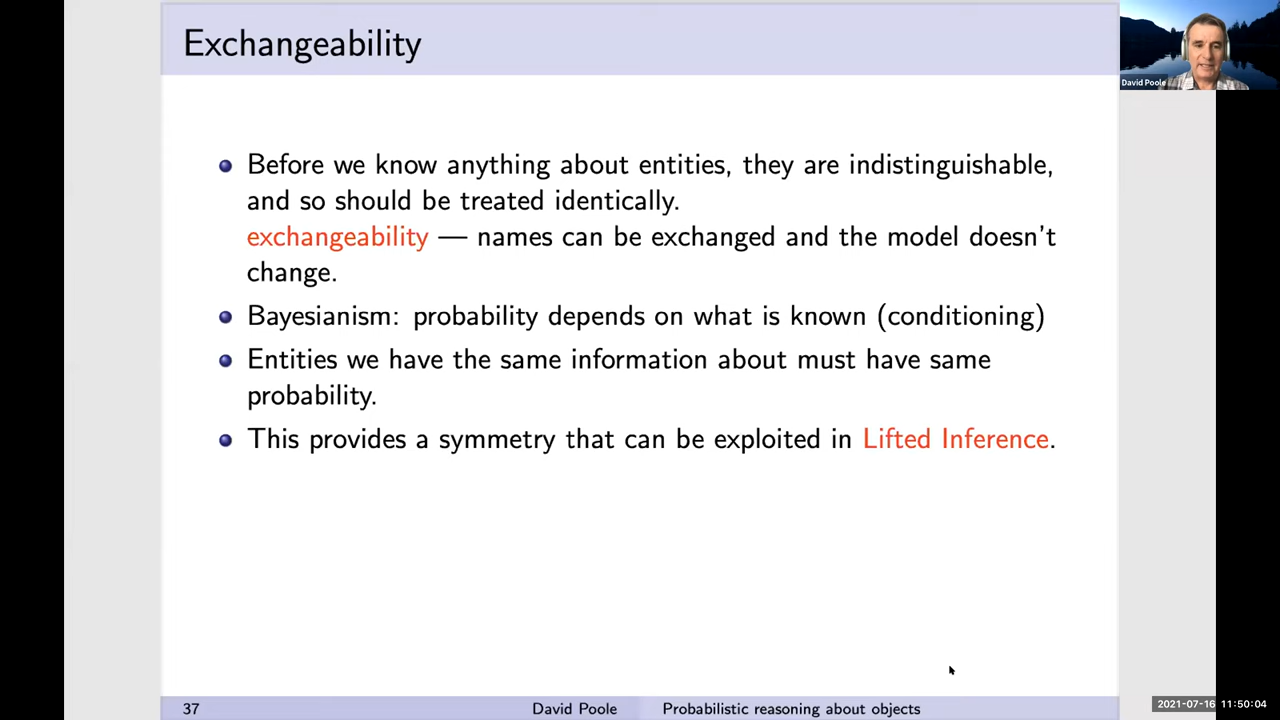 Exchangeability
David Poole
Before we know anything about entities, they are indistinguishable,
and so should be treated identically.
exchangeability — names can be exchanged and the model doesn't
change.
Bayesianism: probability depends on what is known (conditioning)
Entities we have the same information about must have same
probability.
This provides a symmetry that can be exploited in Lifted Inference.
37 David Poole Probabilistic reasoning about objects
2021-07-16 11:50:04